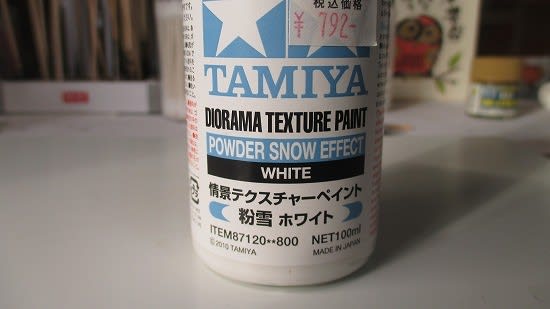 税込価格
¥ 792-
TAMIYA
DIORAMA TEXTURE PAINT
POWDER SNOW EFFECT
WHITE
情景テクスチャーペイント
粉雪 ホワイト
ITEM87120**800 NET100ml
©2010 TAMIYA MADE IN JAPAN